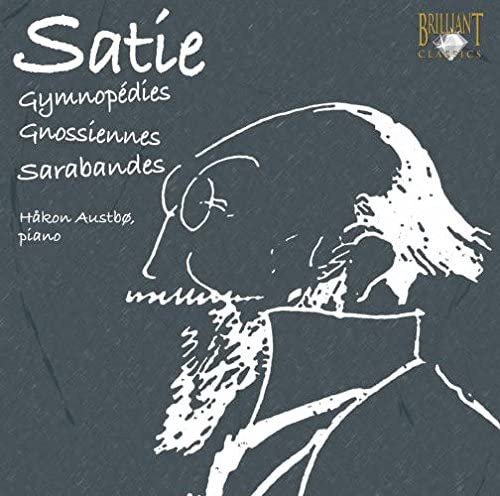 Satie
Gymnopédies
Gnossiennes
Sarabandes
Håkon Austbø,
piano
BRILLIANT
CLASSICS